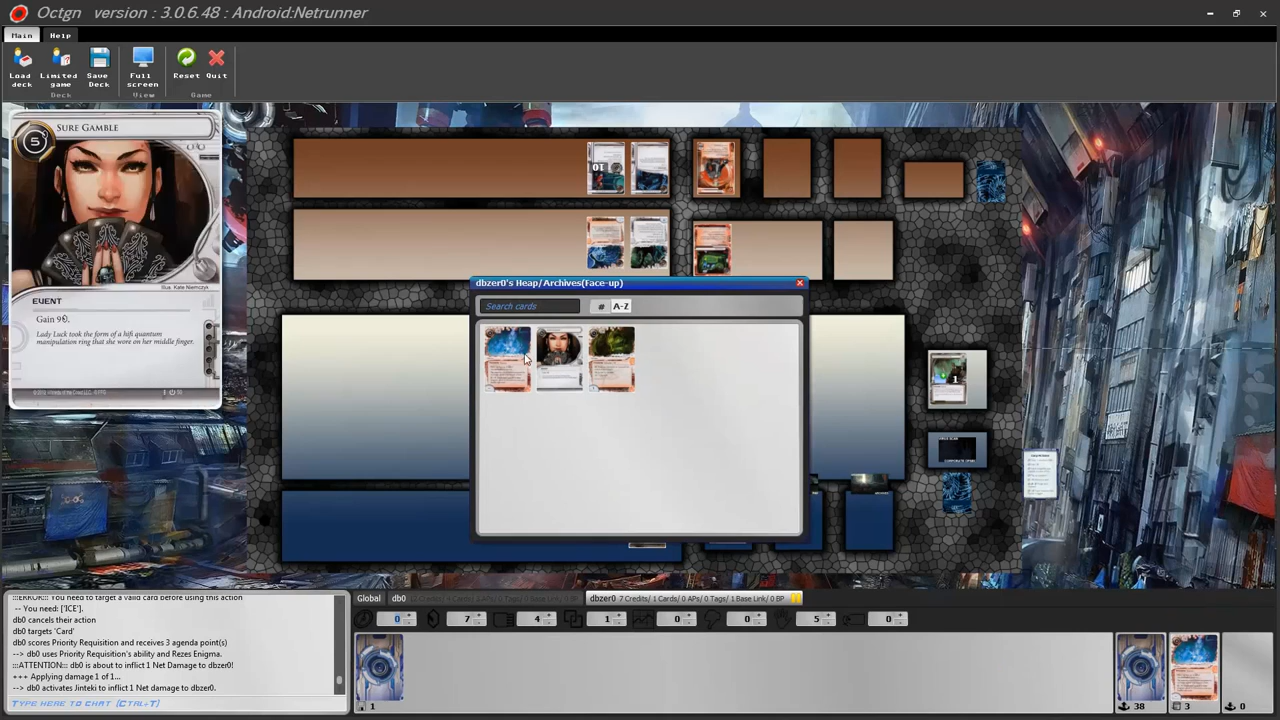 Octgn version : 3.0.6.48 : Android:Netrunner
Main Help
Load deck
Limited game
Save Deck
Full screen
Reset
Quit
Deck
View
Game
SURE GAMBLE
5
EVENT
Gain 9
Lady Luck took the form of a hifi quantum
manipulation ring that she wore on her middle finger.
10
dbzer0's Heap/Archives(Face-up)
Search cards
# A-Z
1
:::ERROR::: You need to target a valid card before using this action
-- You need: ['ICE'].
db0 cancels the card
db0 targets 'Card'
db0 scores Priority Requisition and receives 3 agenda point(s)
--> db0 uses Priority Requisition's ability and Rezes Enigma.
:::ATTENTION::: db0 is about to inflict 1 Net Damage to dbzer0!
+++ Applying damage 1 of 1...
--> db0 activates Jinteki to inflict 1 Net damage to dbzer0.
TYPE HERE TO CHAT (CTRL+T)
Global
db0
dbzer0 7 Credits/ 1 Cards/ 0 APs/ 0 Tags/ 1 Base Link/ 0 BP
0 7 4 1 0 0 5 0
1
38
3
0